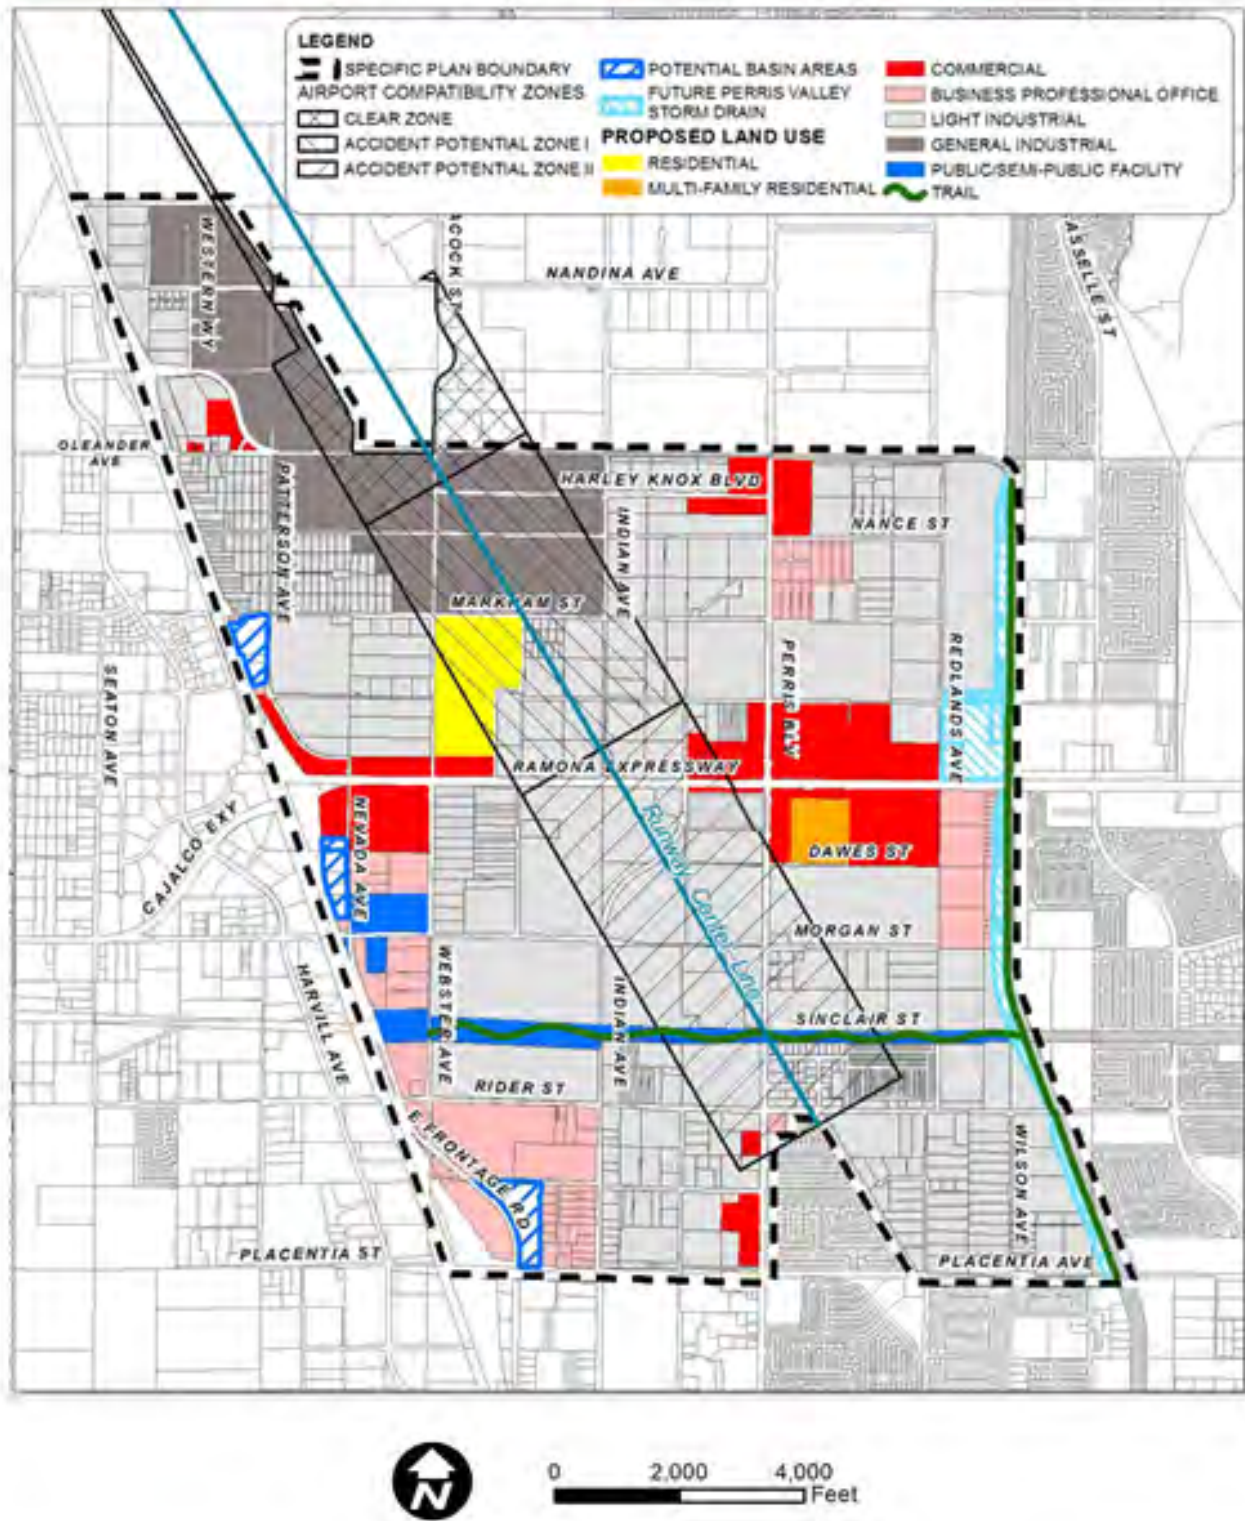 LEGEND
SPECIFIC PLAN BOUNDARY
AIRPORT COMPATIBILITY ZONES
CLEAR ZONE
ACCIDENT POTENTIAL ZONE I
ACCIDENT POTENTIAL ZONE II
POTENTIAL BASIN AREAS
FUTURE PERRIS VALLEY
STORM DRAIN
PROPOSED LAND USE
RESIDENTIAL
MULTI-FAMILY RESIDENTIAL
COMMERCIAL
BUSINESS PROFESSIONAL OFFICE
LIGHT INDUSTRIAL
GENERAL INDUSTRIAL
PUBLIC/SEMI-PUBLIC FACILITY
TRAIL
WESTERN WY
ACOCK ST
NANDINA AVE
ASSELLE ST
OLEANDER
AVE
PATTERSON AVE
HARLEY KNOX BLVD
INDIAN AVE
NANCE ST
MARKHAM ST
SEATON AVE
PERRIS BLV
REDLANDS AVE
RAMONA EXPRESSWAY
CAJALCO EXY
NEVADA AVE
Runway Center Line
DAWES ST
MORGAN ST
HARVILL AVE
WEBSTER AVE
INDIAN AVE
SINCLAIR ST
RIDER ST
E FRONTAGE RD
WILSON AVE
PLACENTIA ST
PLACENTIA AVE
N
0 2,000 4,000
Feet